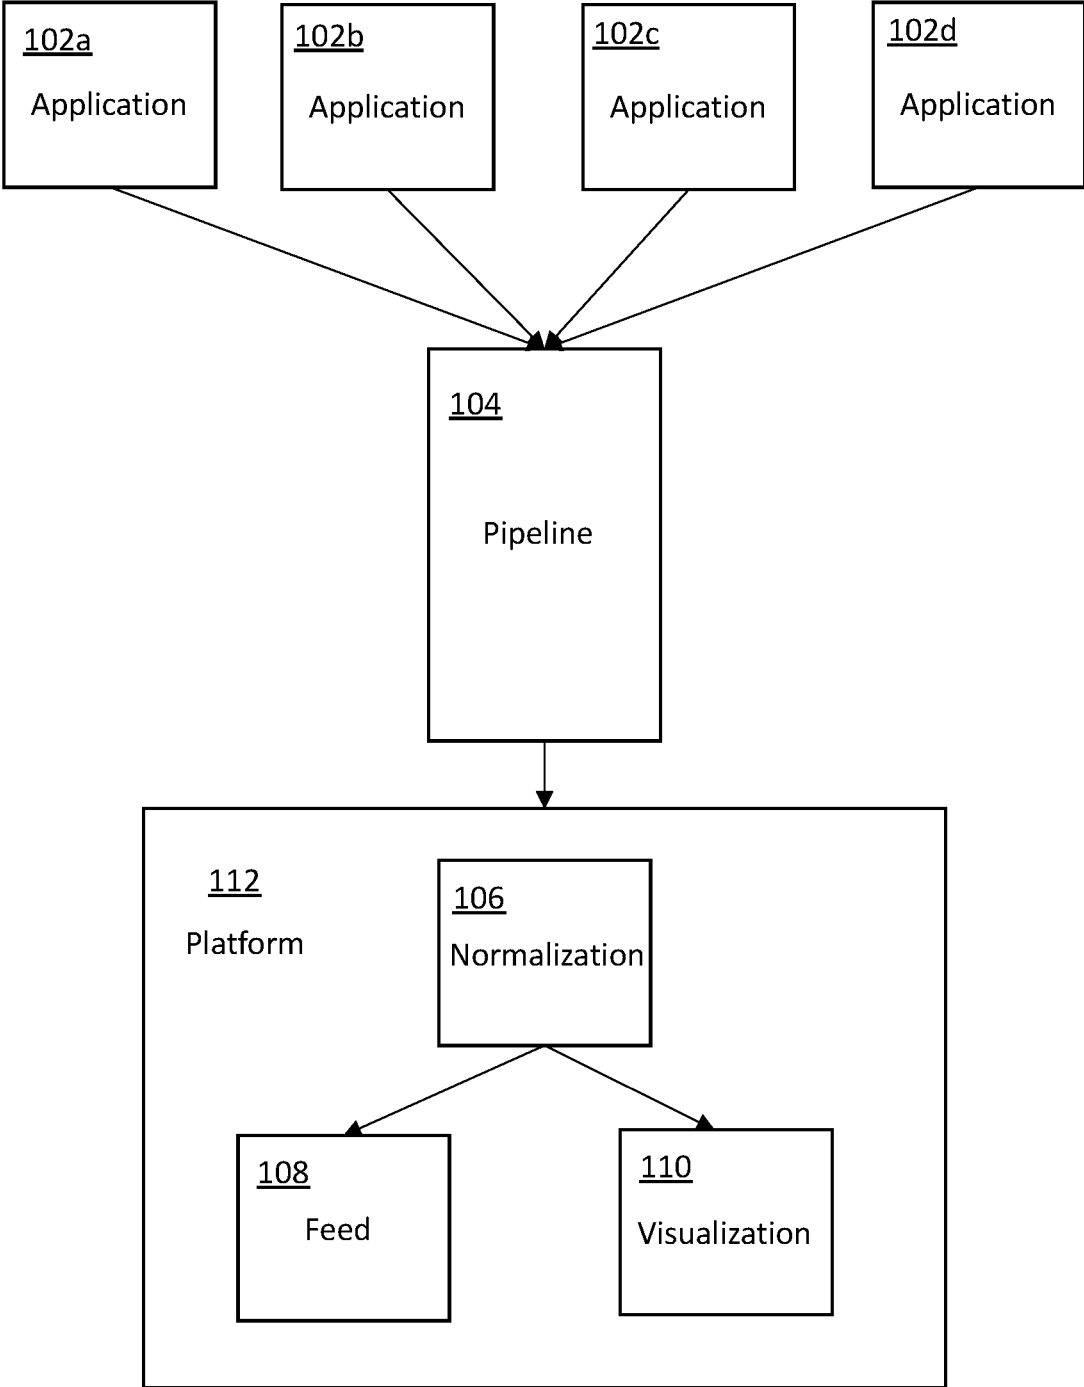 102a
Application
102b
Application
102c
Application
102d
Application
104
Pipeline
112
Platform
106
Normalization
108
Feed
110
Visualization